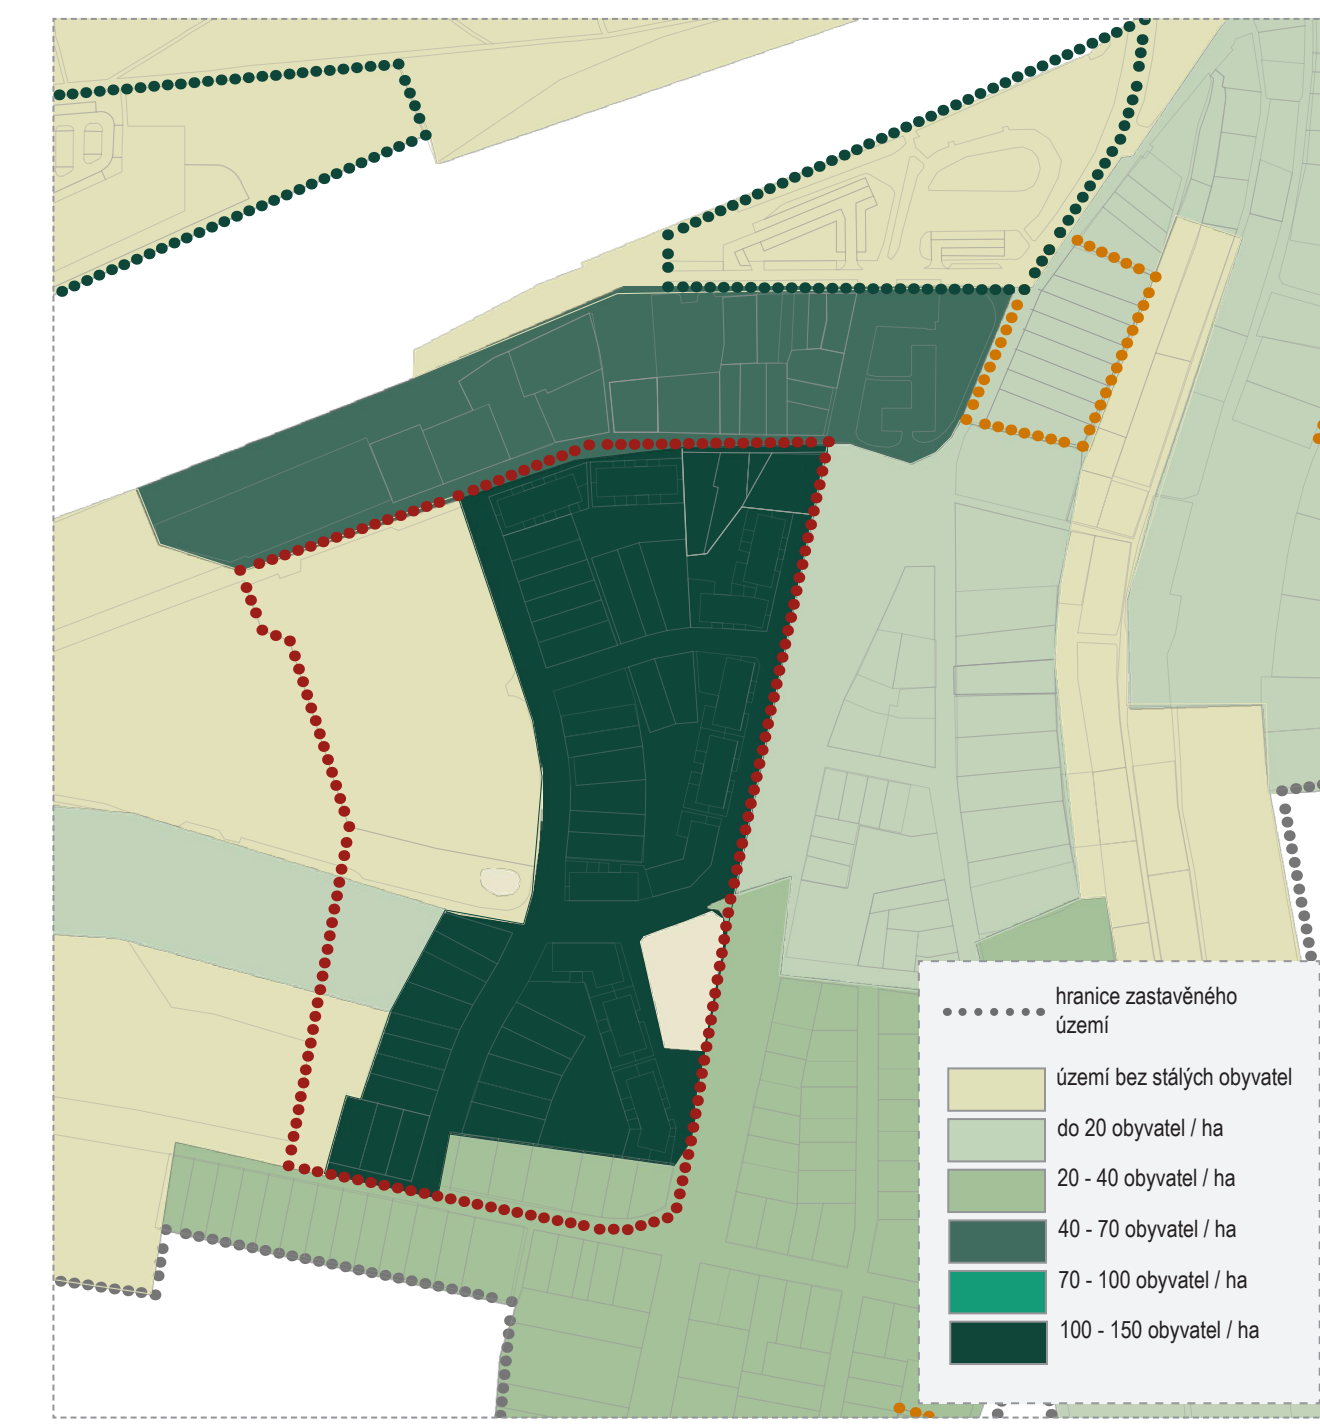 hranice zastavěného
území
území bez stálých obyvatel
do 20 obyvatel / ha
20 - 40 obyvatel / ha
40 - 70 obyvatel / ha
70 - 100 obyvatel / ha
100 - 150 obyvatel / ha